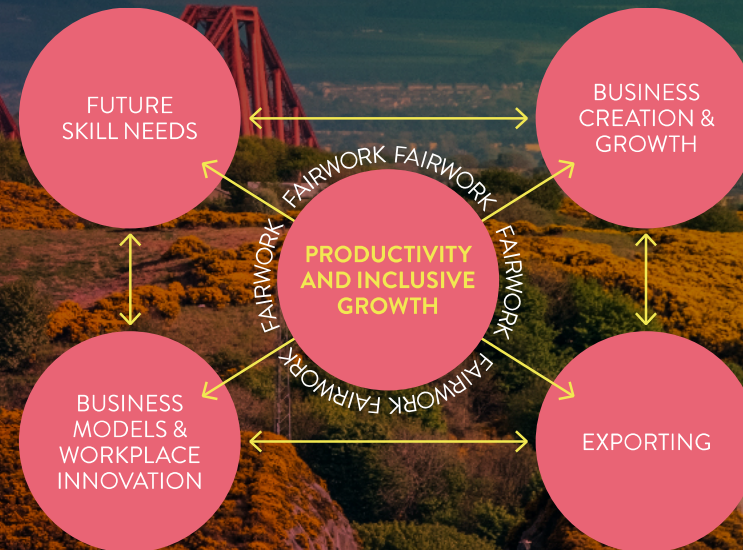 FUTURE
SKILL NEEDS
BUSINESS
CREATION &
GROWTH
FAIRWORK FAIRWORK FAIRWORK FAIRWORK FAIRWORK FAIRWORK
PRODUCTIVITY
AND INCLUSIVE
GROWTH
BUSINESS
MODELS &
WORKPLACE
INNOVATION
EXPORTING